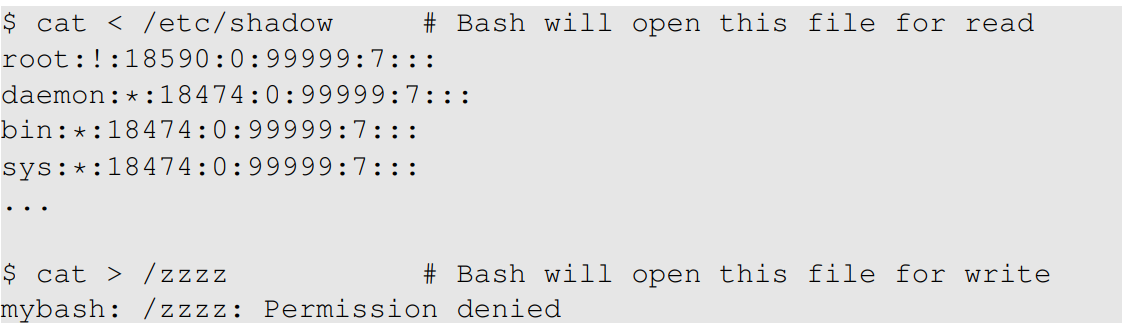 $ cat < /etc/shadow     # Bash will open this file for read
root:!:18590:0:99999:7:::
daemon:*:18474:0:99999:7:::
bin:*:18474:0:99999:7:::
sys:*:18474:0:99999:7:::
...
$ cat > /zzzz           # Bash will open this file for write
mybash: /zzzz: Permission denied